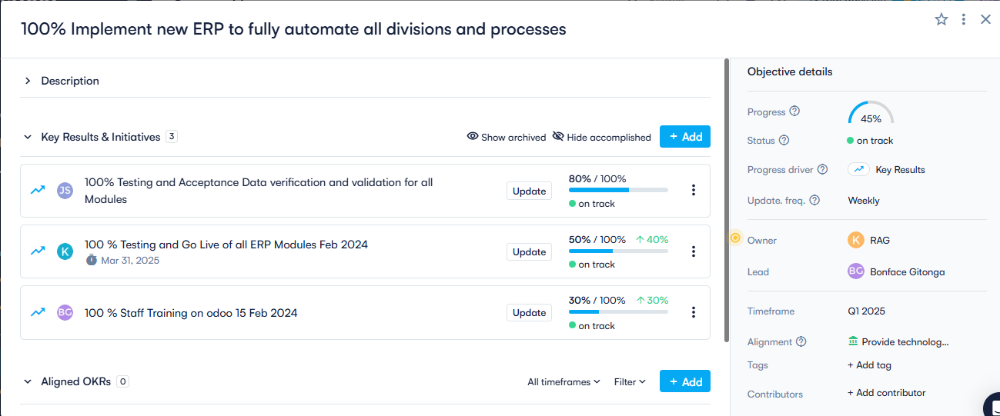 100% Implement new ERP to fully automate all divisions and processes
Description
Key Results & Initiatives 3
Show archived Hide accomplished + Add
JS
100% Testing and Acceptance Data verification and validation for all
Modules
Update
80% / 100%
on track
K
100 % Testing and Go Live of all ERP Modules Feb 2024
Mar 31, 2025
Update
50% / 100% ↑ 40%
on track
BG
100 % Staff Training on odoo 15 Feb 2024
Update
30% / 100% ↑ 30%
on track
Aligned OKRs 0
All timeframes Filter + Add
Objective details
Progress ? 45%
Status ? on track
Progress driver ? Key Results
Update. freq. ? Weekly
Owner K RAG
Lead BG Bonface Gitonga
Timeframe Q1 2025
Alignment ? Provide technolog...
Tags + Add tag
Contributors + Add contributor